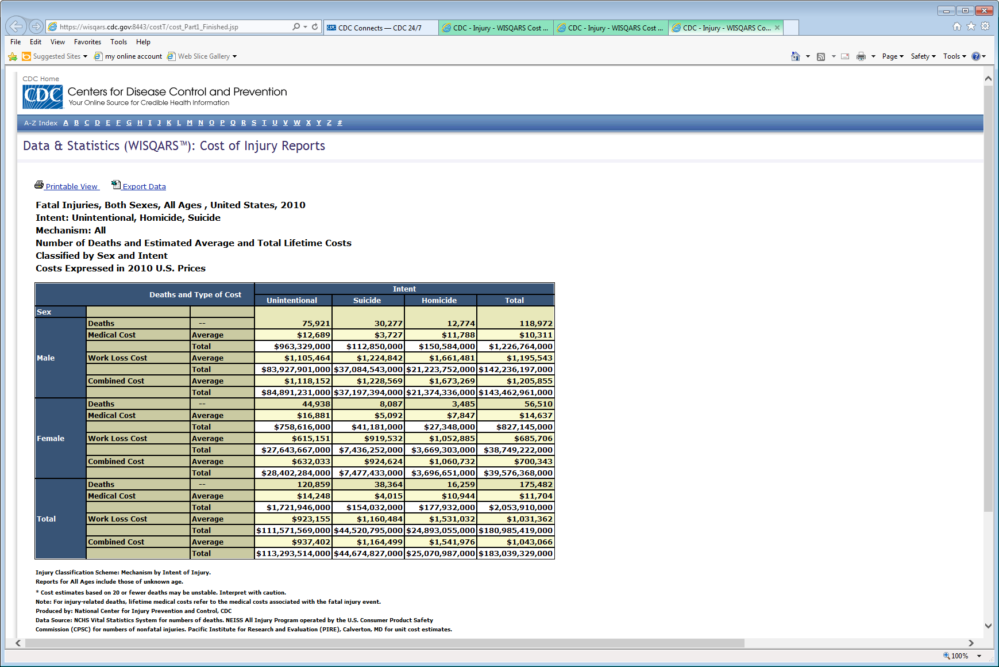 https://wisqars.cdc.gov:8443/costT/cost_Part1_Finished.jsp
CDC CDC Connects — CDC 24/7
CDC - Injury - WISQARS Cost ...
CDC - Injury - WISQARS Cost ...
CDC - Injury - WISQARS Co...
File Edit View Favorites Tools Help
Suggested Sites my online account Web Slice Gallery
Page Safety Tools
CDC Home
CDC Centers for Disease Control and Prevention
Your Online Source for Credible Health Information
A-Z Index A B C D E F G H I J K L M N O P Q R S T U V W X Y Z #
Data & Statistics (WISQARS™): Cost of Injury Reports
Printable View Export Data
Fatal Injuries, Both Sexes, All Ages , United States, 2010
Intent: Unintentional, Homicide, Suicide
Mechanism: All
Number of Deaths and Estimated Average and Total Lifetime Costs
Classified by Sex and Intent
Costs Expressed in 2010 U.S. Prices
Deaths and Type of Cost Intent
Unintentional Suicide Homicide Total
Sex
Male
Deaths -- 75,921 30,277 12,774 118,972
Medical Cost Average $12,689 $3,727 $11,788 $10,311
Total $963,329,000 $112,850,000 $150,584,000 $1,226,764,000
Work Loss Cost Average $1,105,464 $1,224,842 $1,661,481 $1,195,543
Total $83,927,901,000 $37,084,543,000 $21,223,752,000 $142,236,197,000
Combined Cost Average $1,118,152 $1,228,569 $1,673,269 $1,205,855
Total $84,891,231,000 $37,197,394,000 $21,374,336,000 $143,462,961,000
Female
Deaths -- 44,938 8,087 3,485 56,510
Medical Cost Average $16,881 $5,092 $7,847 $14,637
Total $758,616,000 $41,181,000 $27,348,000 $827,145,000
Work Loss Cost Average $615,151 $919,532 $1,052,885 $685,706
Total $27,643,667,000 $7,436,252,000 $3,669,303,000 $38,749,222,000
Combined Cost Average $632,033 $924,624 $1,060,732 $700,343
Total $28,402,284,000 $7,477,433,000 $3,696,651,000 $39,576,368,000
Total
Deaths -- 120,859 38,364 16,259 175,482
Medical Cost Average $14,248 $4,015 $10,944 $11,704
Total $1,721,946,000 $154,032,000 $177,932,000 $2,053,910,000
Work Loss Cost Average $923,155 $1,160,484 $1,531,032 $1,031,362
Total $111,571,569,000 $44,520,795,000 $24,893,055,000 $180,985,419,000
Combined Cost Average $937,402 $1,164,499 $1,541,976 $1,043,066
Total $113,293,514,000 $44,674,827,000 $25,070,987,000 $183,039,329,000
Injury Classification Scheme: Mechanism by Intent of Injury.
Reports for All Ages include those of unknown age.
* Cost estimates based on 20 or fewer deaths may be unstable. Interpret with caution.
Note: For injury-related deaths, lifetime medical costs refer to the medical costs associated with the fatal injury event.
Produced by: National Center for Injury Prevention and Control, CDC
Data Source: NCHS Vital Statistics System for numbers of deaths. NEISS All Injury Program operated by the U.S. Consumer Product Safety
Commission (CPSC) for numbers of nonfatal injuries. Pacific Institute for Research and Evaluation (PIRE), Calverton, MD for unit cost estimates.
100%